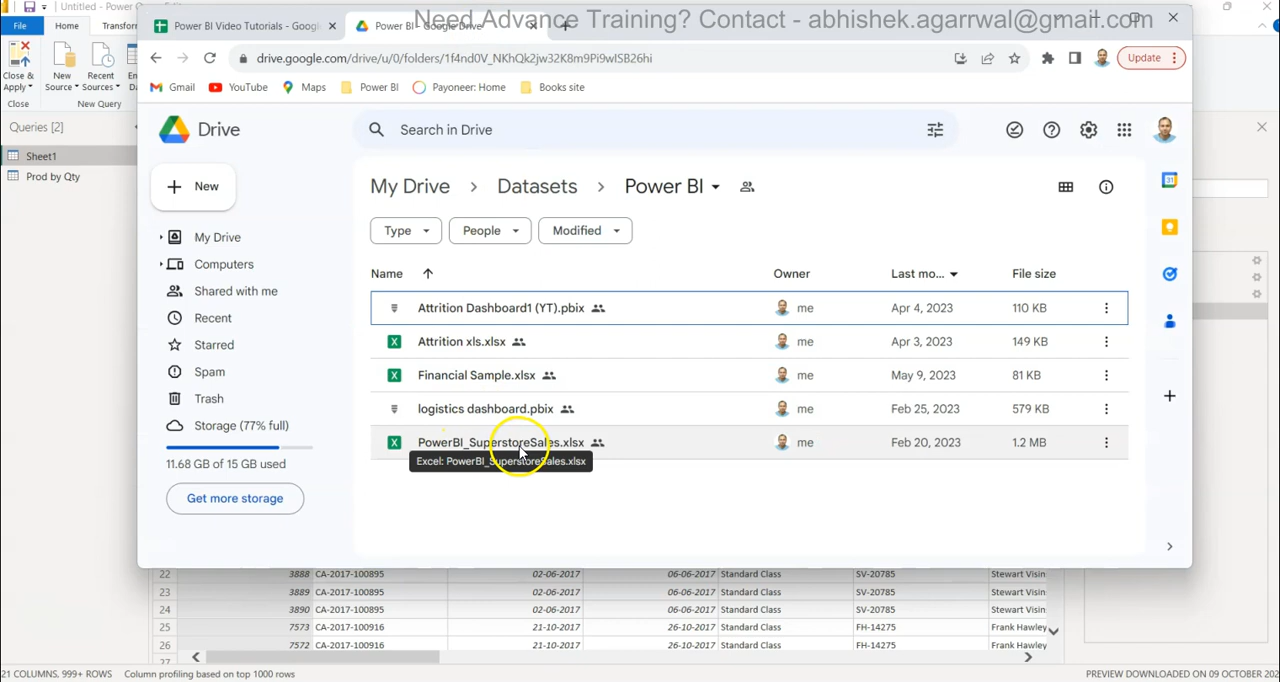 Untitled - Power Q
Need Advance Training? Contact - abhishek.agarrwal@gmail.com
File
Home
Transform
Close & Apply
New Source
Recent Sources
Close
New Query
Queries [2]
Sheet1
Prod by Qty
Power BI Video Tutorials - Googl
Power BI - Google Drive
drive.google.com/drive/u/0/folders/1f4nd0V_NKhQk2jw32K8m9Pi9wISB26hi
Update
Gmail
YouTube
Maps
Power BI
Payoneer: Home
Books site
Drive
Search in Drive
New
My Drive
Computers
Shared with me
Recent
Starred
Spam
Trash
Storage (77% full)
11.68 GB of 15 GB used
Get more storage
My Drive > Datasets > Power BI
Type
People
Modified
Name
Owner
Last mo...
File size
Attrition Dashboard1 (YT).pbix me Apr 4, 2023 110 KB
Attrition xls.xlsx me Apr 3, 2023 149 KB
Financial Sample.xlsx me May 9, 2023 81 KB
logistics dashboard.pbix me Feb 25, 2023 579 KB
PowerBI_SuperstoreSales.xlsx me Feb 20, 2023 1.2 MB
Excel: PowerBI_SuperstoreSales.xlsx
31
22 3888 CA-2017-100895 02-06-2017 06-06-2017 Standard Class SV-20785 Stewart Visin
23 3889 CA-2017-100895 02-06-2017 06-06-2017 Standard Class SV-20785 Stewart Visin
24 3890 CA-2017-100895 02-06-2017 06-06-2017 Standard Class SV-20785 Stewart Visin
25 7573 CA-2017-100916 21-10-2017 26-10-2017 Standard Class FH-14275 Frank Hawley
26 7572 CA-2017-100916 21-10-2017 26-10-2017 Standard Class FH-14275 Frank Hawley
27
21 COLUMNS, 999+ ROWS
Column profiling based on top 1000 rows
PREVIEW DOWNLOADED ON 09 OCTOBER 202